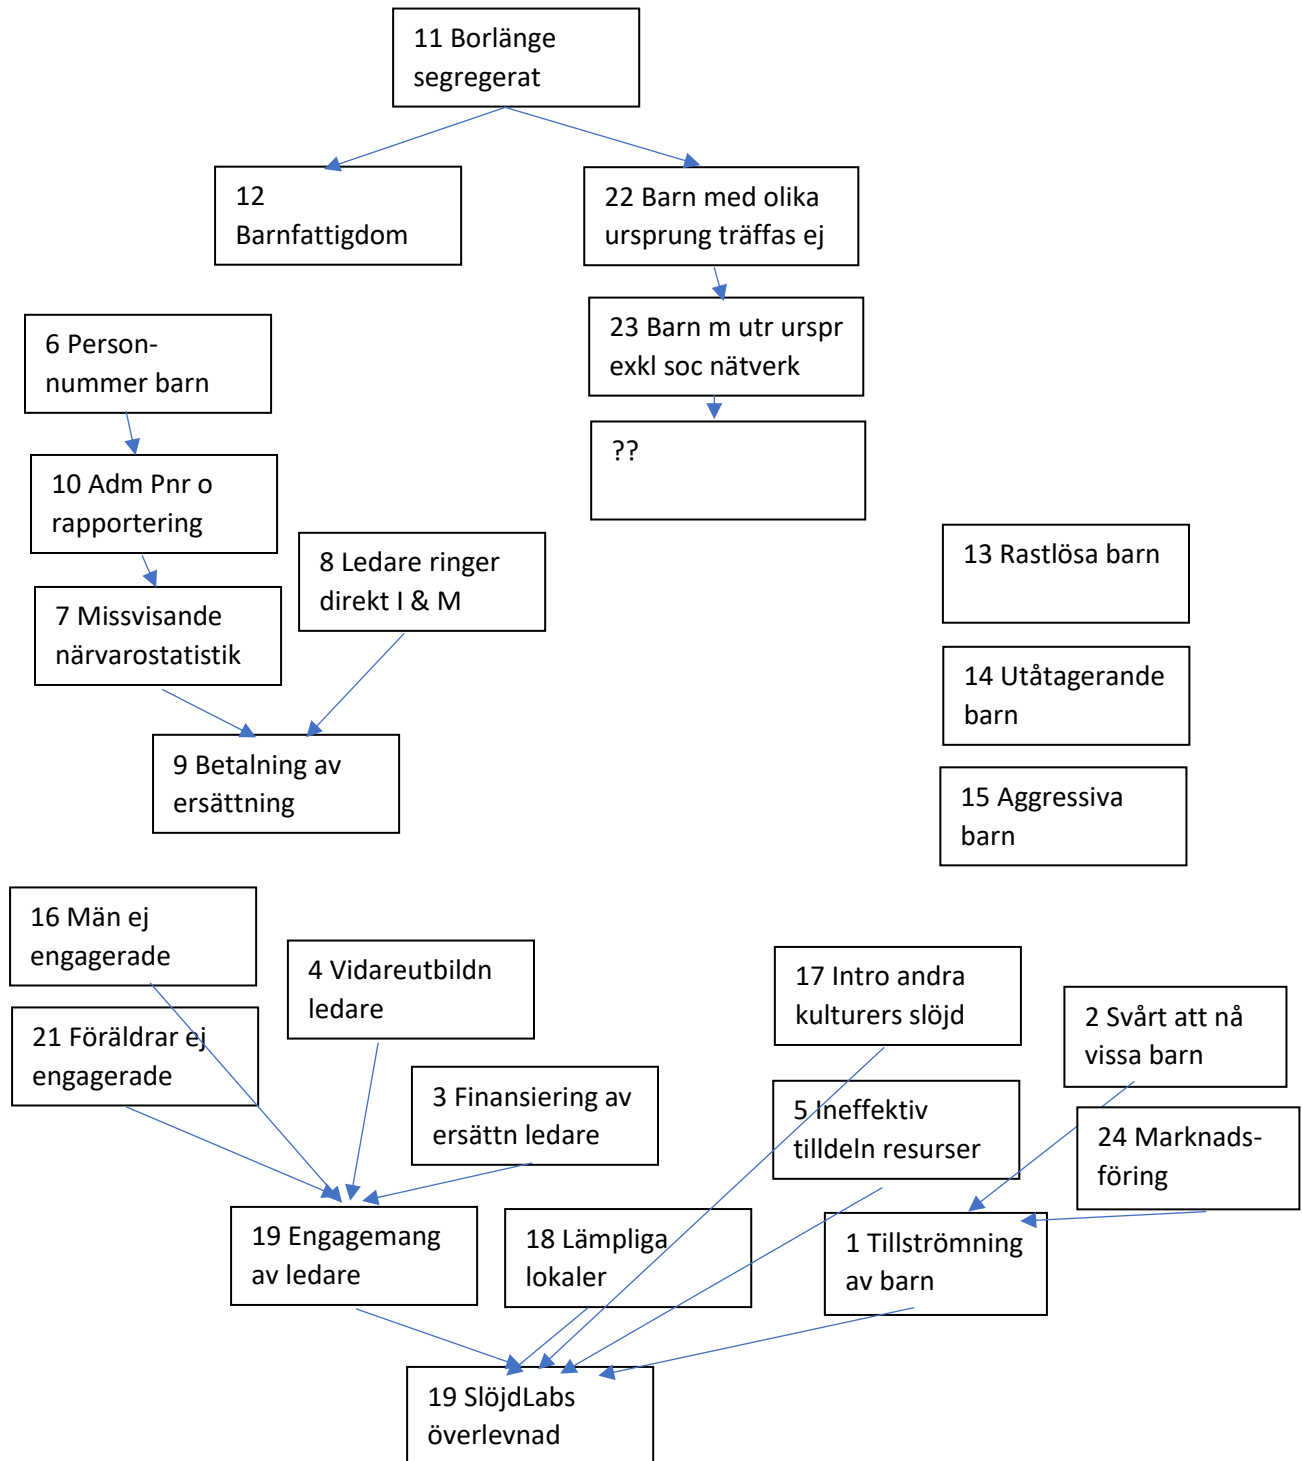 11 Borlänge
segregerat
12
Barnfattigdom
22 Barn med olika
ursprung träffas ej
23 Barn m utr urspr
exkl soc nätverk
??
6 Person-
nummer barn
10 Adm Pnr o
rapportering
7 Missvisande
närvarostatistik
8 Ledare ringer
direkt I & M
9 Betalning av
ersättning
13 Rastlösa barn
14 Utåtagerande
barn
15 Aggressiva
barn
16 Män ej
engagerade
21 Föräldrar ej
engagerade
4 Vidareutbildn
ledare
3 Finansiering av
ersättn ledare
17 Intro andra
kulturers slöjd
5 Ineffektiv
tilldeln resurser
2 Svårt att nå
vissa barn
24 Marknads-
föring
19 Engagemang
av ledare
18 Lämpliga
lokaler
1 Tillströmning
av barn
19 SlöjdLabs
överlevnad